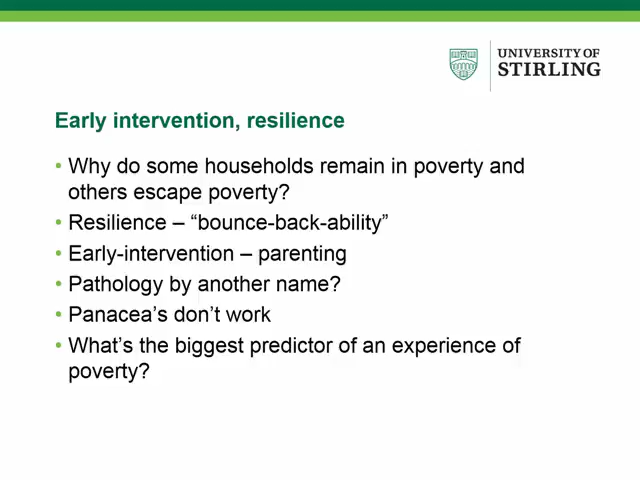 UNIVERSITY OF
STIRLING
Early intervention, resilience
• Why do some households remain in poverty and
others escape poverty?
• Resilience – “bounce-back-ability”
• Early-intervention – parenting
• Pathology by another name?
• Panacea’s don’t work
• What’s the biggest predictor of an experience of
poverty?